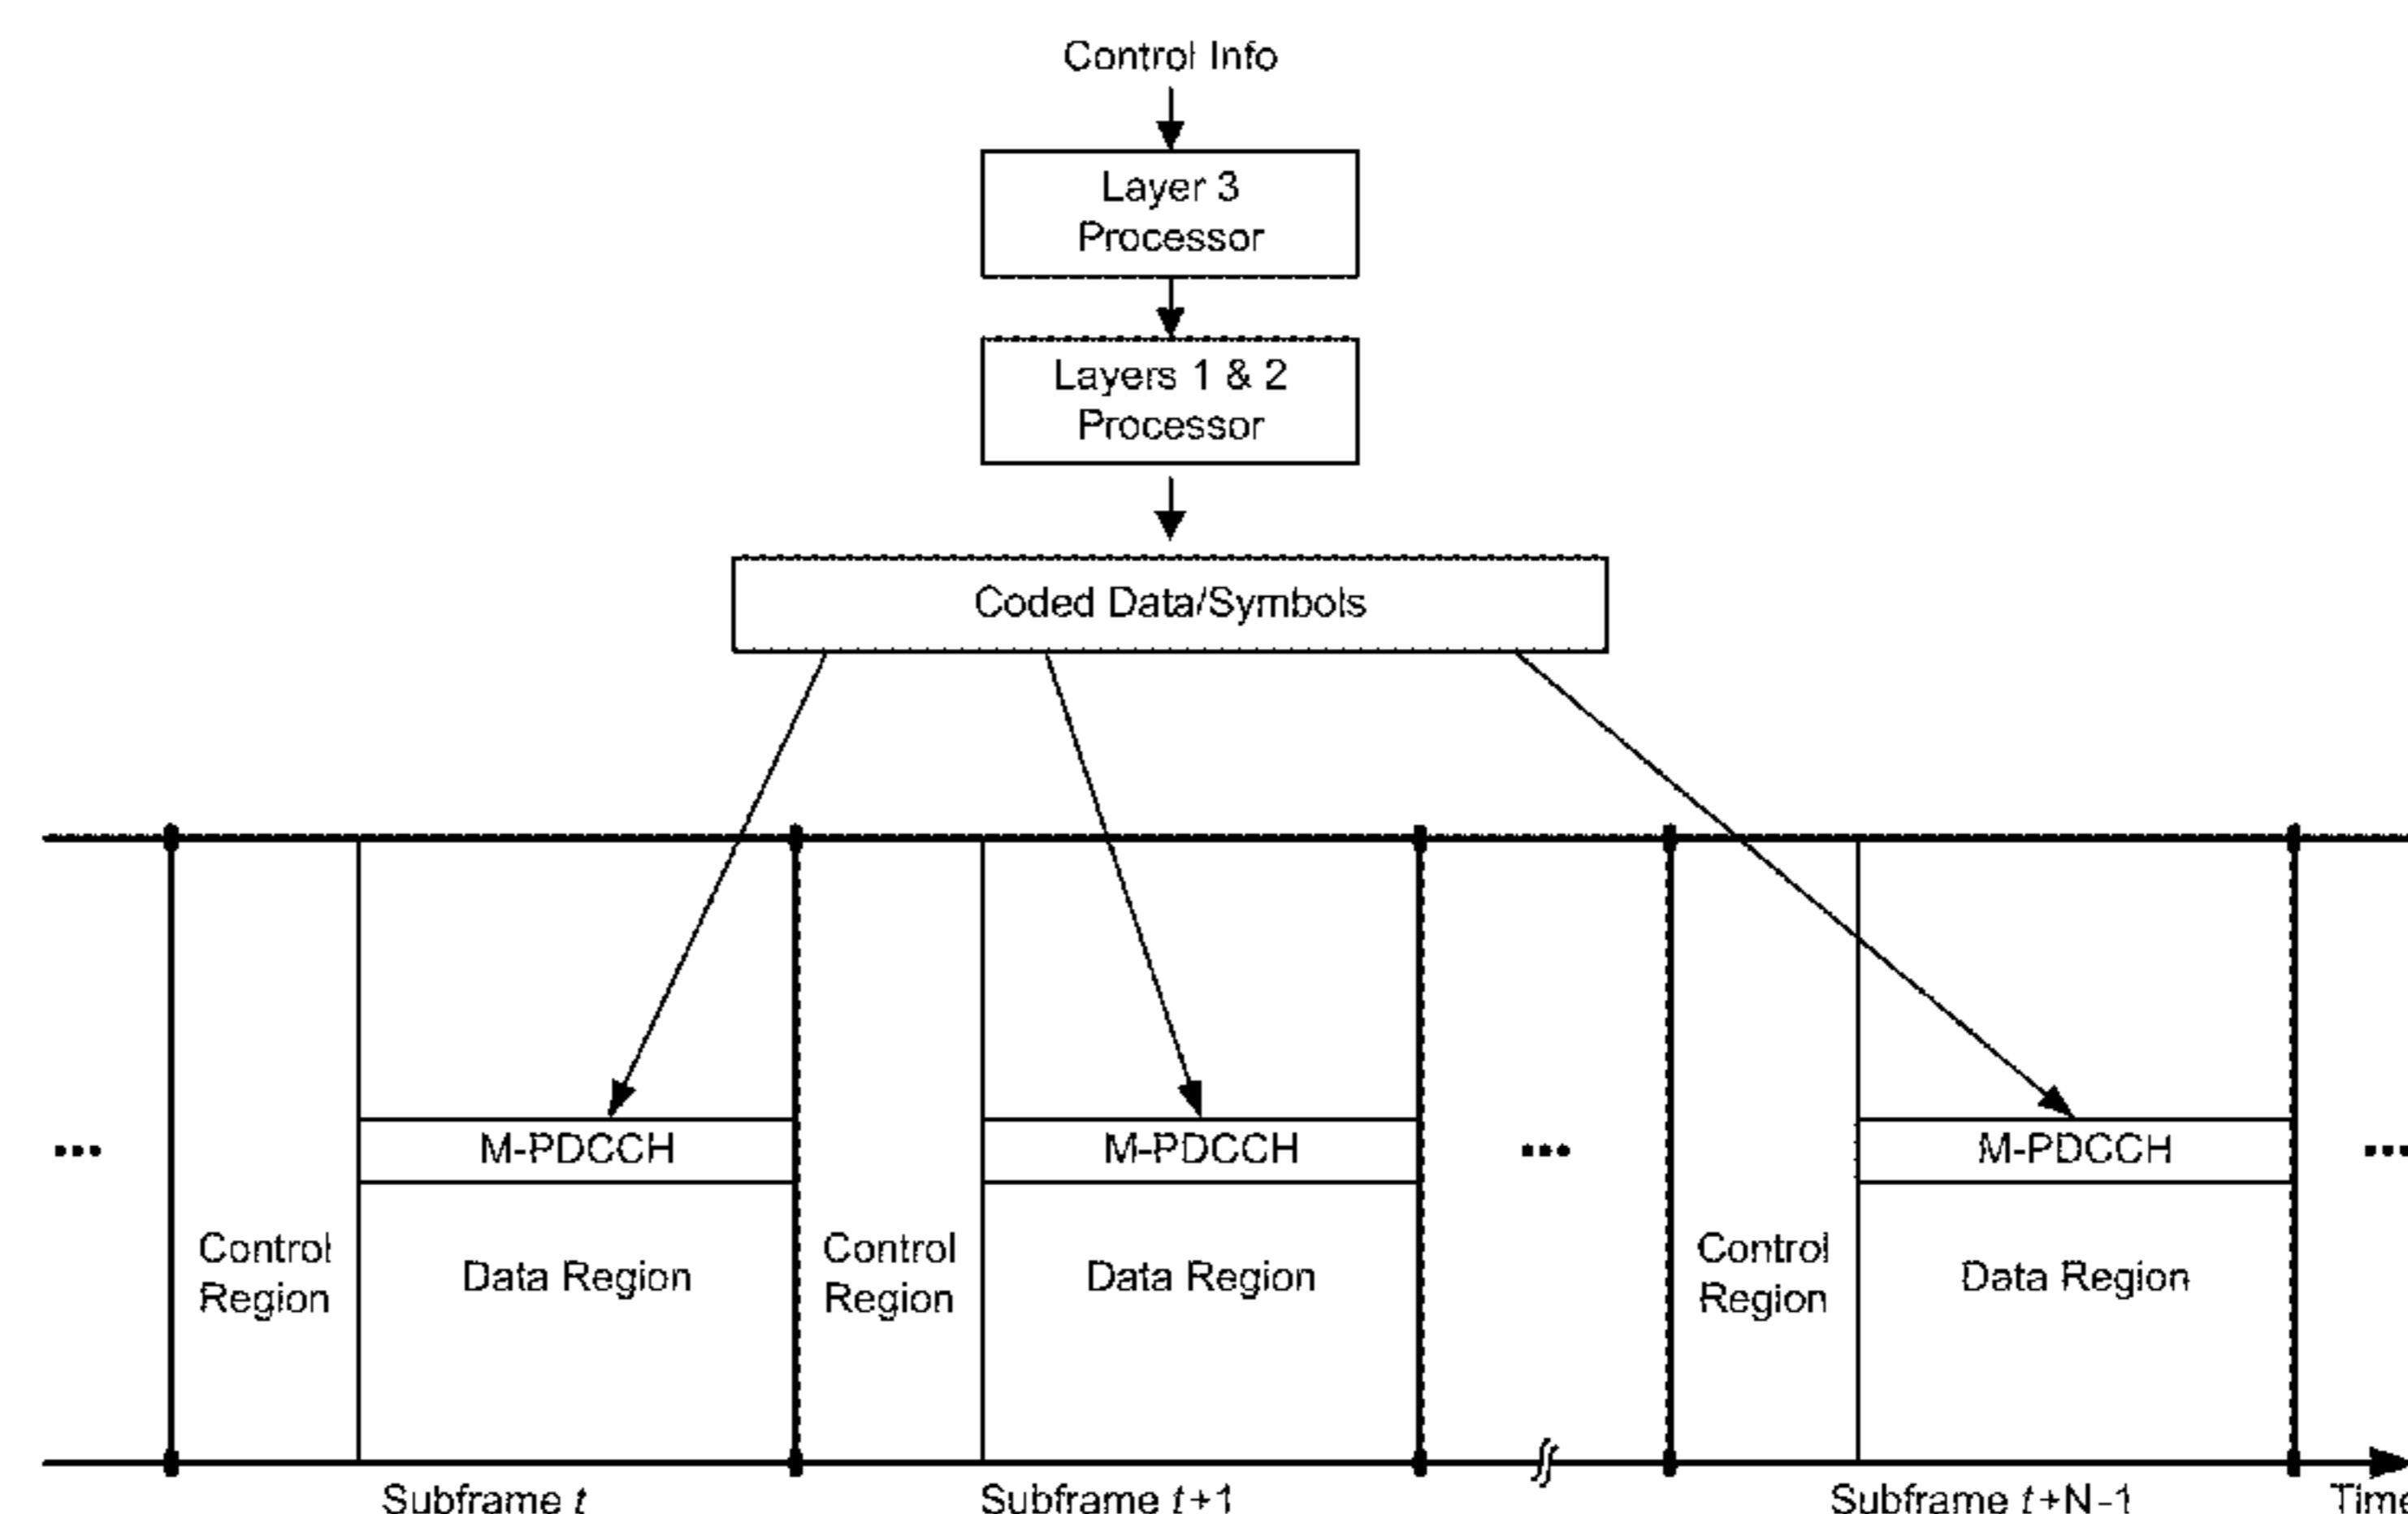 Control Info
Layer 3
Processor
Layers 1 & 2
Processor
Coded Data/Symbols
M-PDCCH
M-PDCCH
M-PDCCH
...
...
...
Control
Region
Data Region
Control
Region
Data Region
Control
Region
Data Region
Subframe t
Subframe t+1
Subframe t+N-1
Time